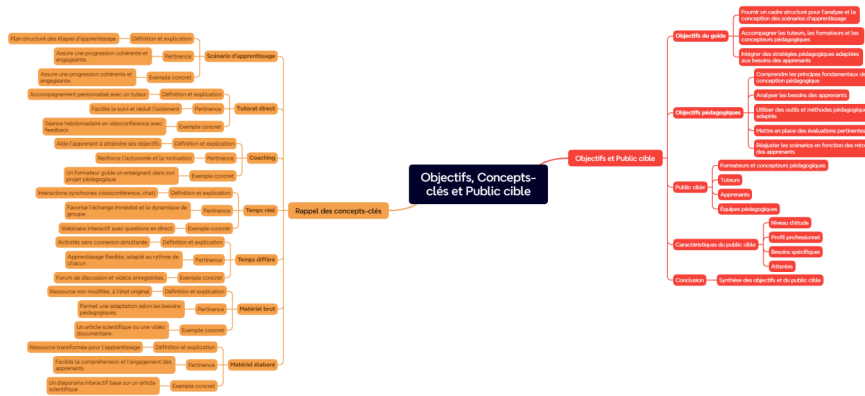 Objectifs, Concepts-
clés et Public cible
Rappel des concepts-clés
Scénario d'apprentissage
Définition et explication
Plan structuré des étapes d'apprentissage.
Pertinence
Assure une progression cohérente et
engageante.
Exemple concret
Assure une progression cohérente et
engageante.
Tutorat direct
Définition et explication
Accompagnement personnalisé avec un tuteur
Pertinence
Facilite le suivi et réduit l'isolement.
Exemple concret
Séance hebdomadaire en visioconférence avec
feedback
Coaching
Définition et explication
Aide l'apprenant à atteindre ses objectifs
Pertinence
Renforce l'autonomie et la motivation
Exemple concret
Un formateur guide un enseignant dans son
projet pédagogique
Temps réel
Définition et explication
Interactions synchrones (visioconférence, chat)
Pertinence
Favorise l'échange immédiat et la dynamique de
groupe
Exemple concret
Webinaire interactif avec questions en direct
Temps différé
Définition et explication
Activités sans connexion simultanée
Pertinence
Apprentissage flexible, adapté au rythme de
chacun
Exemple concret
Forum de discussion et vidéos enregistrées.
Matériel brut
Définition et explication
Ressource non modifiée, à l'état original
Pertinence
Permet une adaptation selon les besoins
pédagogiques.
Exemple concret
Un article scientifique ou une vidéo
documentaire.
Matériel élaboré
Définition et explication
Ressource transformée pour l'apprentissage
Pertinence
Facilite la compréhension et l'engagement des
apprenants
Exemple concret
Un diaporama interactif basé sur un article
scientifique
Objectifs et Public cible
Objectifs du guide
Fournir un cadre structuré pour l'analyse et la
conception des scénarios d'apprentissage
Accompagner les tuteurs, les formateurs et les
concepteurs pédagogiques
Intégrer des stratégies pédagogiques adaptées
aux besoins des apprenants
Objectifs pédagogiques
Comprendre les principes fondamentaux de
conception pédagogique
Analyser les besoins des apprenants
Utiliser des outils et méthodes
adaptés
Mettre en place des évaluations pertinentes
Réajuster les scénarios en fonction des
des apprenants
Public cible
Formateurs et concepteurs pédagogiques
Tuteurs
Apprenants
Équipes pédagogiques
Caractéristiques du public cible
Niveau d'étude
Profil professionnel
Besoins spécifiques
Attentes
Conclusion
Synthèse des objectifs et du public cible